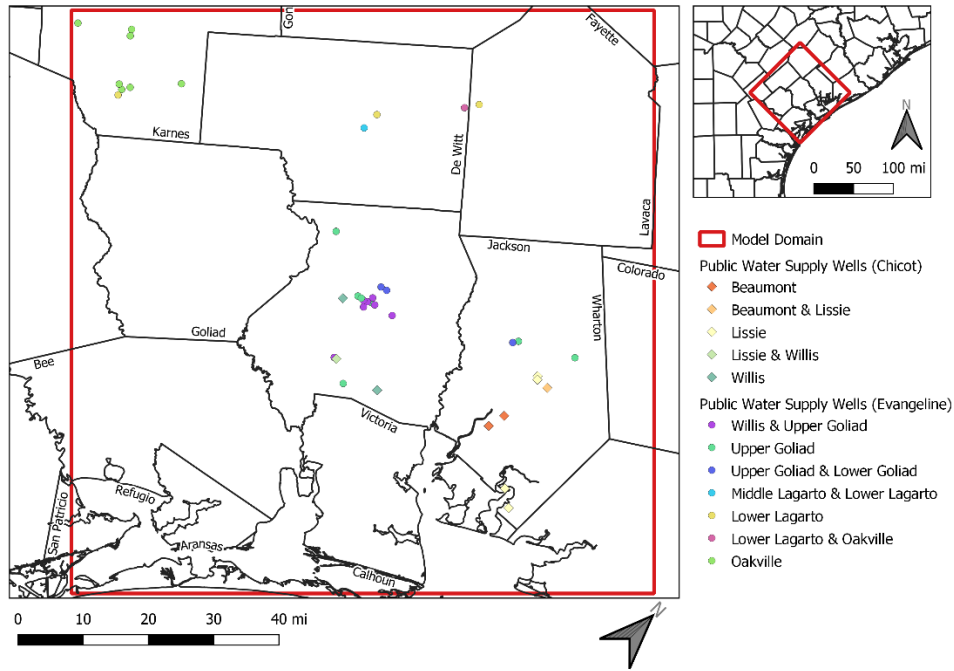 Gon
Fayette
Karnes
De Witt
Lavaca
Jackson
Colorado
Wharton
Goliad
Bee
Victoria
Refugio
San Patricio
Aransas
Calhoun
0 10 20 30 40 mi
N
N
0 50 100 mi
Model Domain
Public Water Supply Wells (Chicot)
Beaumont
Beaumont & Lissie
Lissie
Lissie & Willis
Willis
Public Water Supply Wells (Evangeline)
Willis & Upper Goliad
Upper Goliad
Upper Goliad & Lower Goliad
Middle Lagarto & Lower Lagarto
Lower Lagarto
Lower Lagarto & Oakville
Oakville